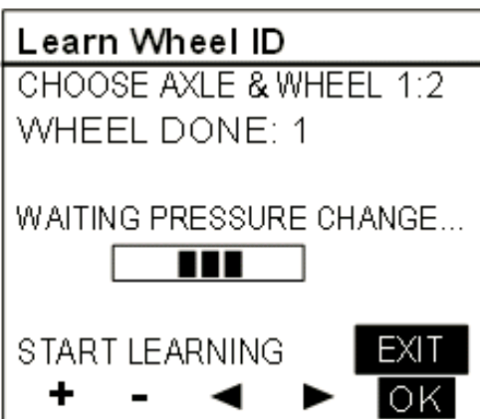 Learn Wheel ID
CHOOSE AXLE & WHEEL 1:2
WHEEL DONE: 1
WAITING PRESSURE CHANGE...
START LEARNING EXIT
+ - ◀ ▶ OK